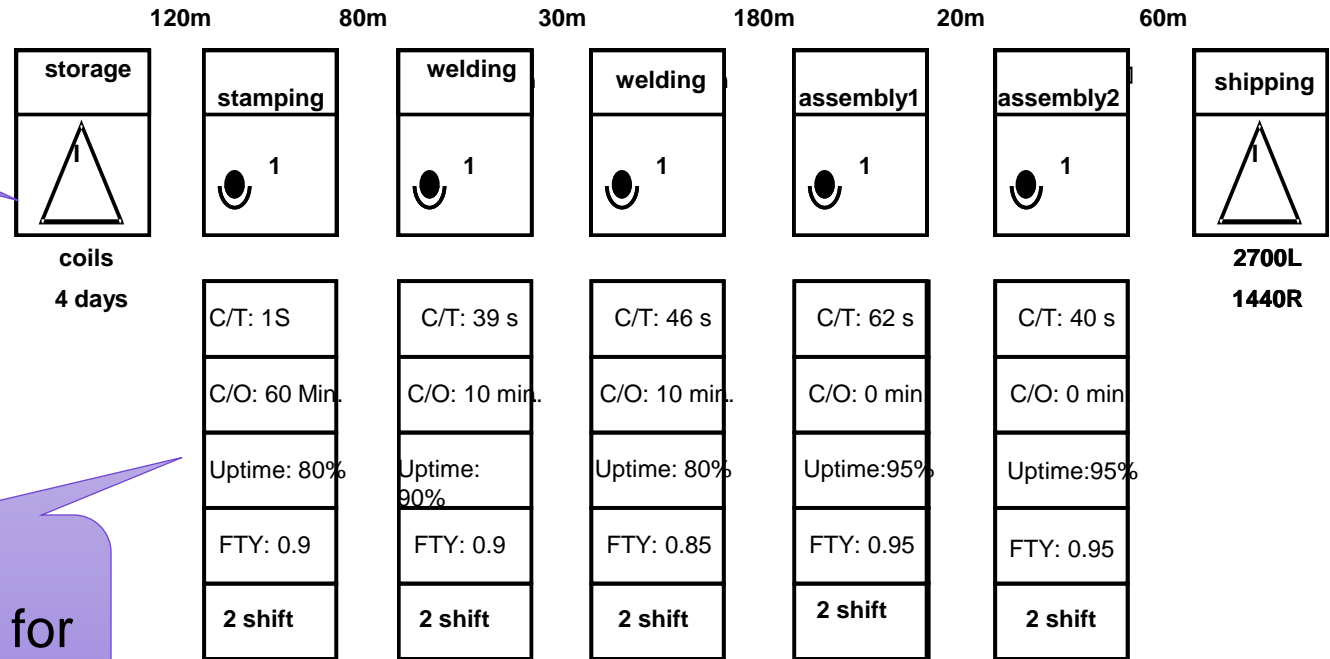 120m 80m 30m 180m 20m 60m
storage stamping welding welding assembly1 assembly2 shipping
I 1 1 1 1 1 I
coils 2700L
4 days 1440R
C/T: 1S C/T: 39 s C/T: 46 s C/T: 62 s C/T: 40 s
C/O: 60 Min. C/O: 10 min.. C/O: 10 min.. C/O: 0 min C/O: 0 min
Uptime: 80% Uptime: 90% Uptime: 80% Uptime:95% Uptime:95%
FTY: 0.9 FTY: 0.9 FTY: 0.85 FTY: 0.95 FTY: 0.95
for 2 shift 2 shift 2 shift 2 shift 2 shift